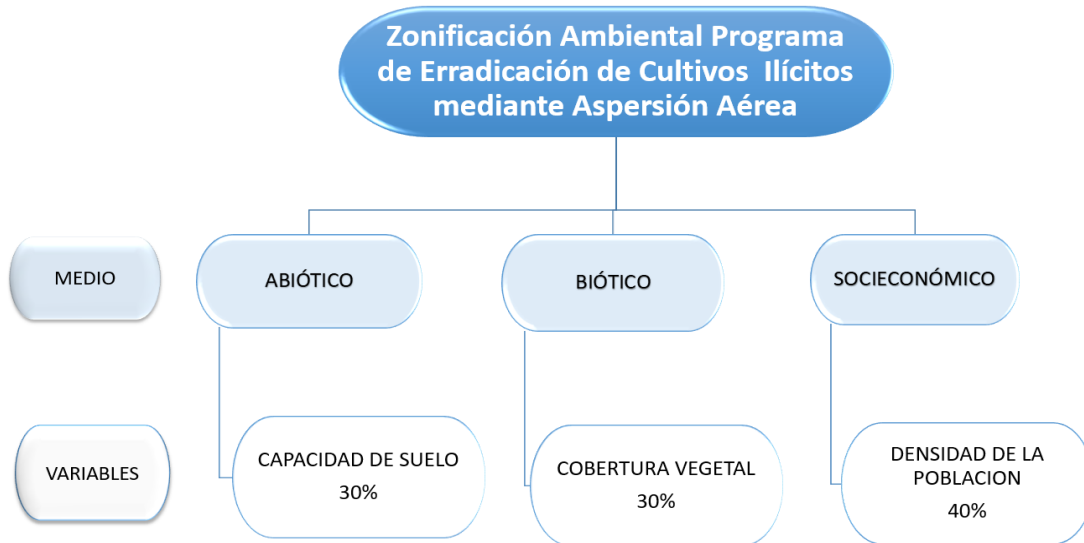 Zonificación Ambiental Programa
de Erradicación de Cultivos Ilícitos
mediante Aspersión Aérea
MEDIO
ABIÓTICO
BIÓTICO
SOCIECONÓMICO
VARIABLES
CAPACIDAD DE SUELO
30%
COBERTURA VEGETAL
30%
DENSIDAD DE LA
POBLACION
40%